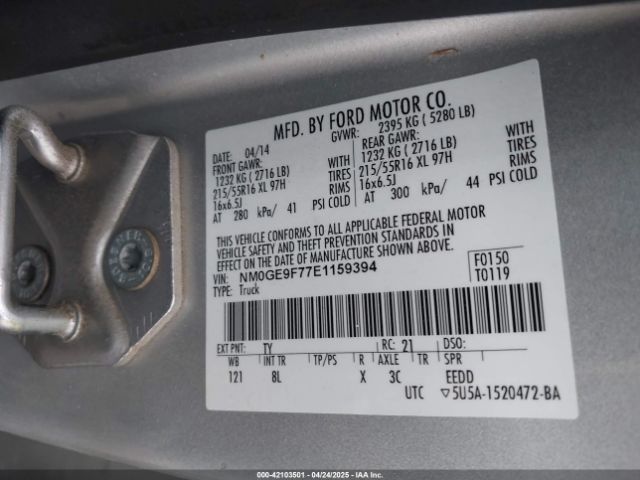 MFD. BY FORD MOTOR CO.
DATE: 04/14 GVWR: 2395 KG ( 5280 LB)
FRONT GAWR: REAR GAWR:
1232 KG ( 2716 LB) WITH 1232 KG ( 2716 LB) WITH
215/55R16 XL 97H TIRES 215/55R16 XL 97H TIRES
16x6.5J RIMS 16x6.5J RIMS
AT 280 kPa/ 41 PSI COLD AT 300 kPa/ 44 PSI COLD
THIS VEHICLE CONFORMS TO ALL APPLICABLE FEDERAL MOTOR
VEHICLE SAFETY AND THEFT PREVENTION STANDARDS IN
EFFECT ON THE DATE OF MANUFACTURE SHOWN ABOVE.
VIN: NM0GE9F77E1159394 F0150
TYPE: Truck T0119
EXT PNT: TY RC: 21 DSO:
WB INT TR TP/PS R AXLE TR SPR
121 8L X 3C EEDD
UTC ▽5U5A-1520472-BA
000-42103501 - 04/24/2025 - IAAI.COM